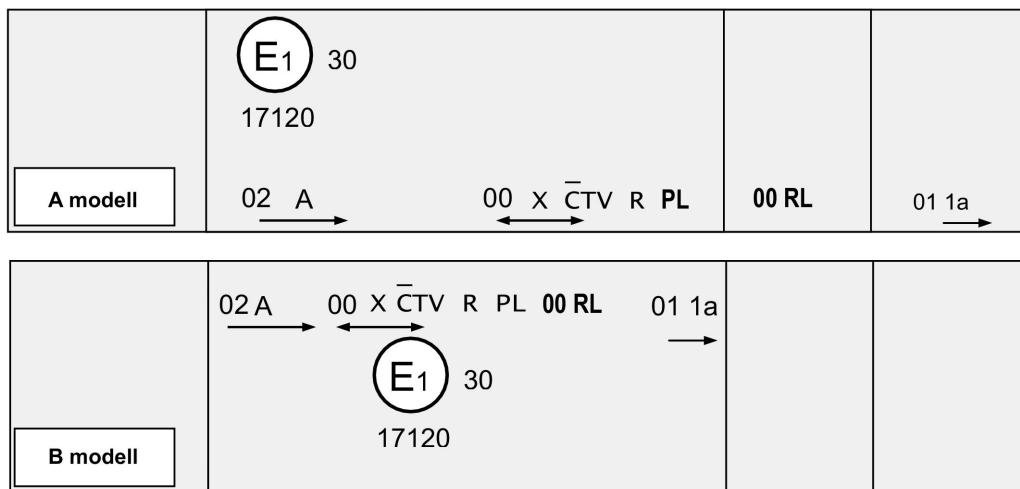 E1 30
17120
A modell
02 A 00 X C̅TV R PL 00 RL 01 1a
02 A 00 X C̅TV R PL 00 RL 01 1a
E1 30
17120
B modell